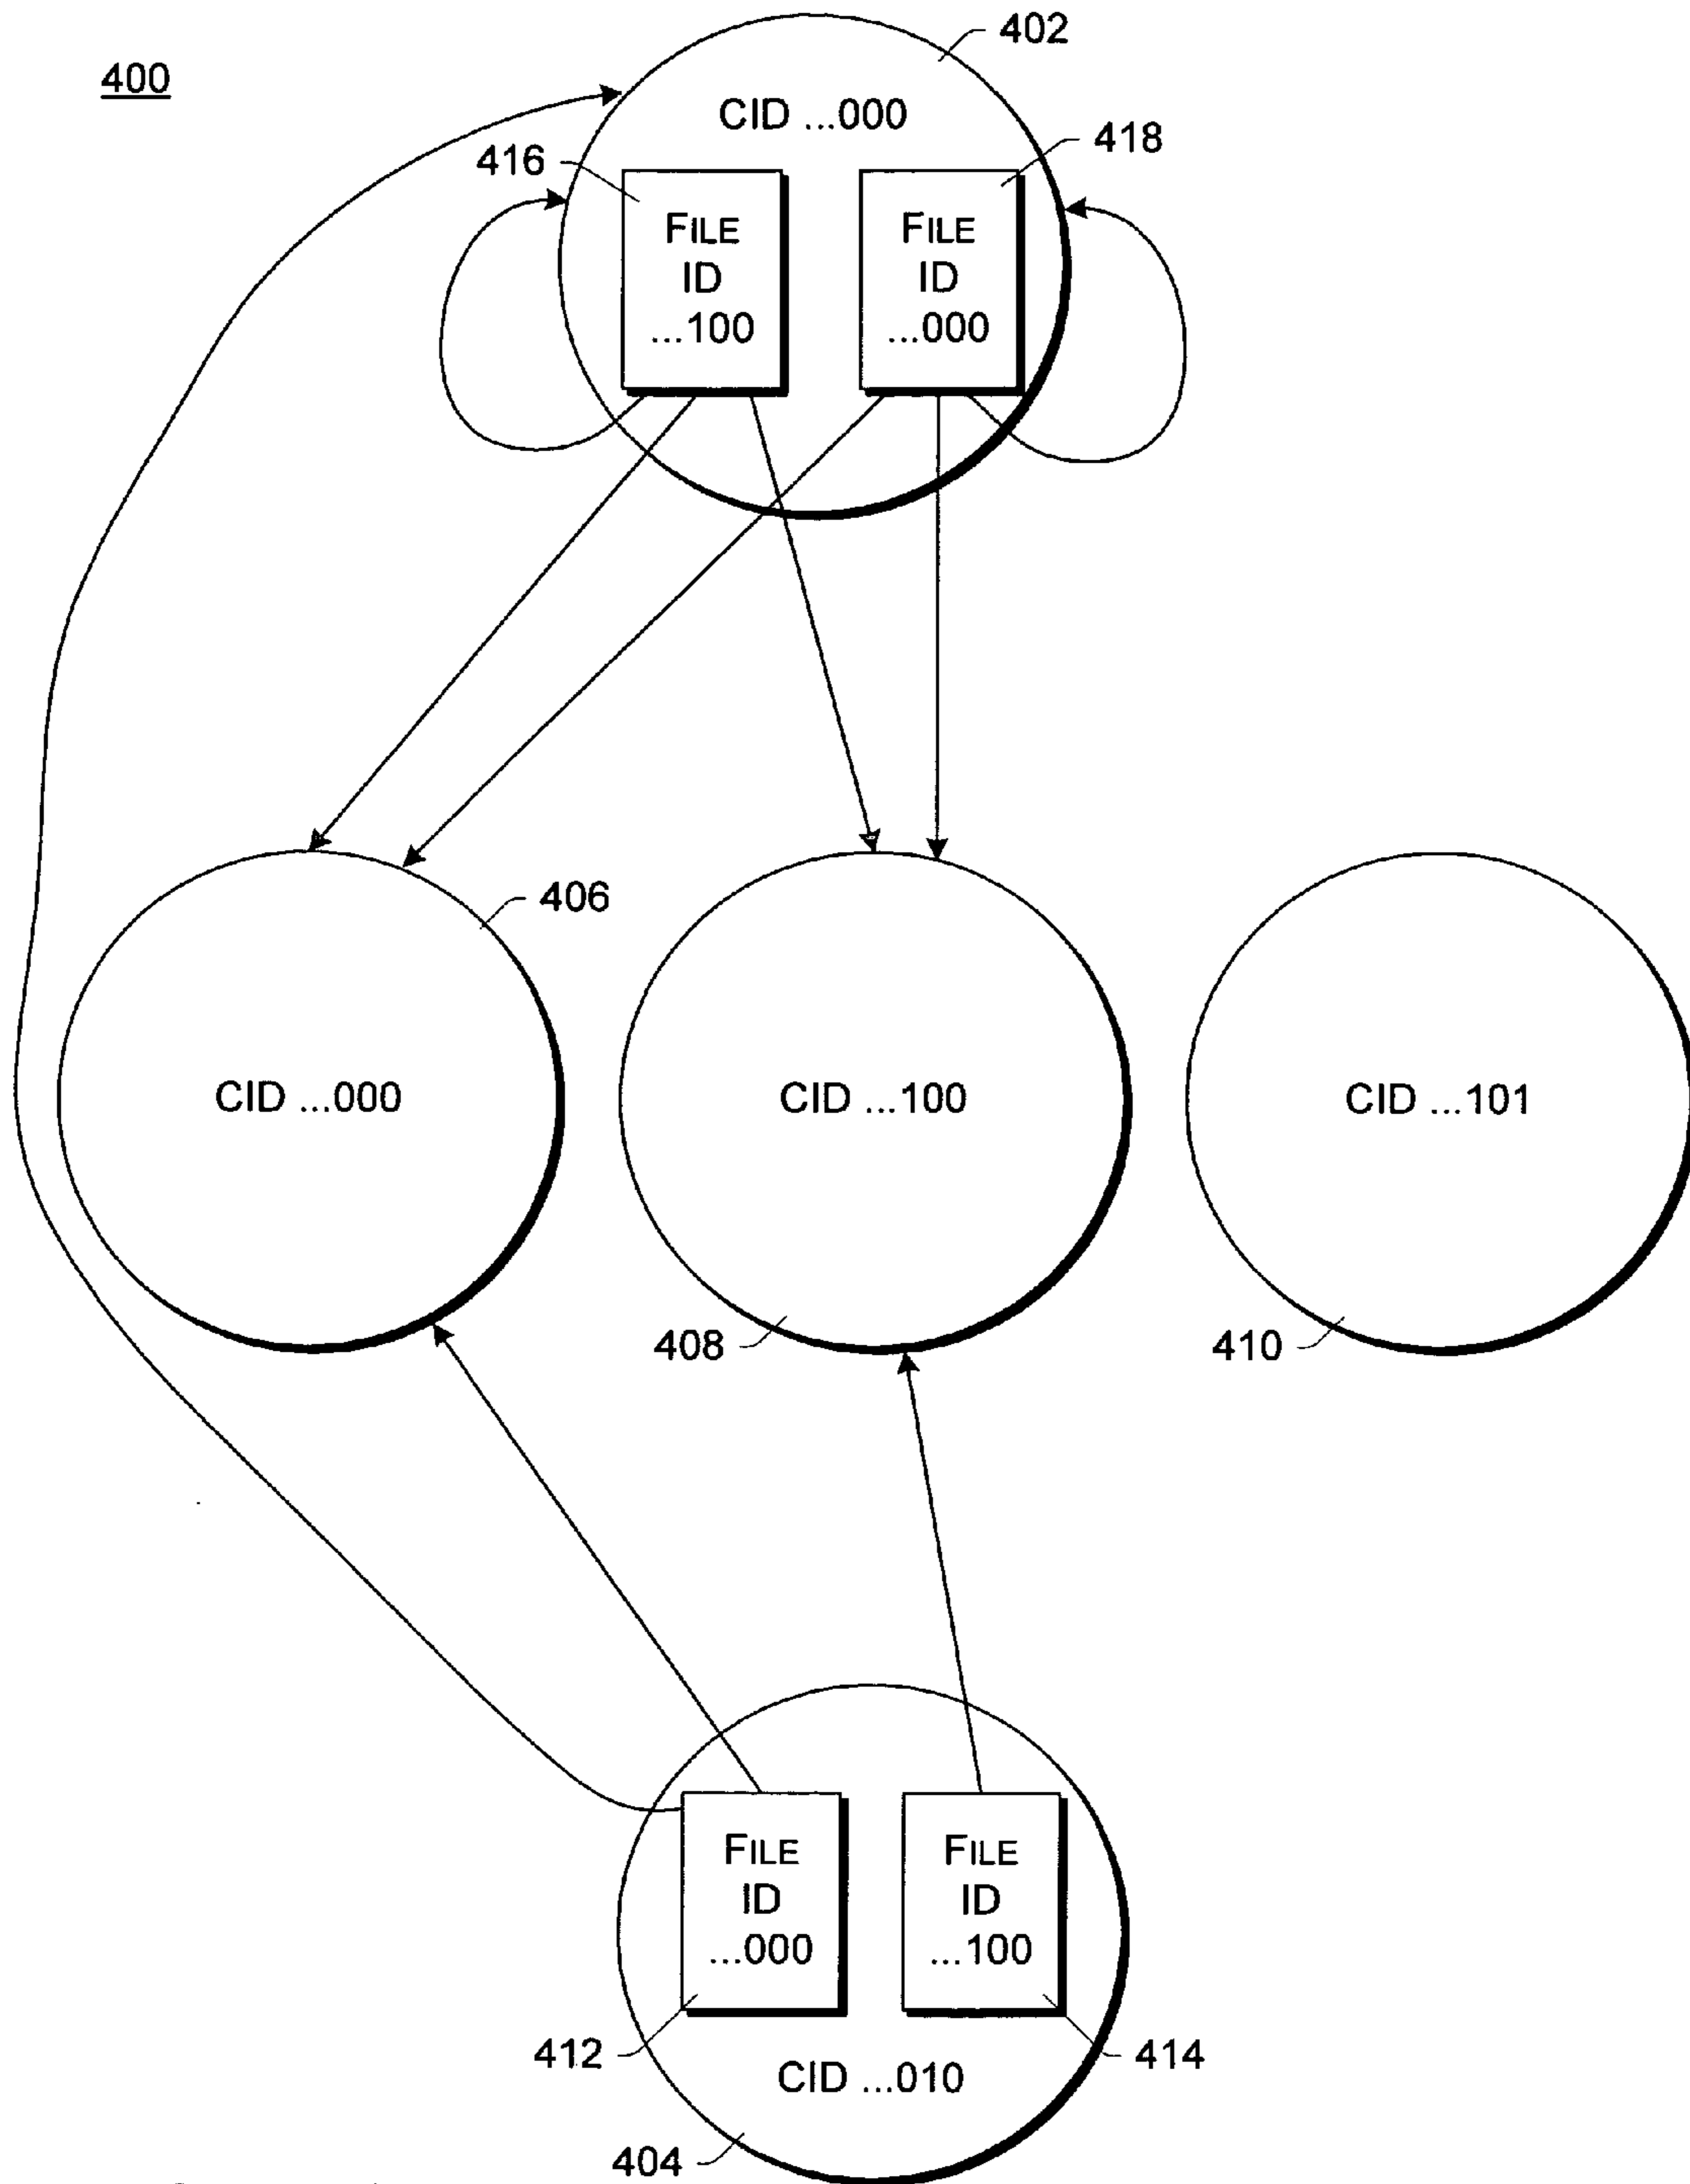 400
402
CID ...000
416
418
FILE
ID
...100
FILE
ID
...000
406
CID ...000
CID ...100
CID ...101
408
410
FILE
ID
...000
FILE
ID
...100
412
414
CID ...010
404